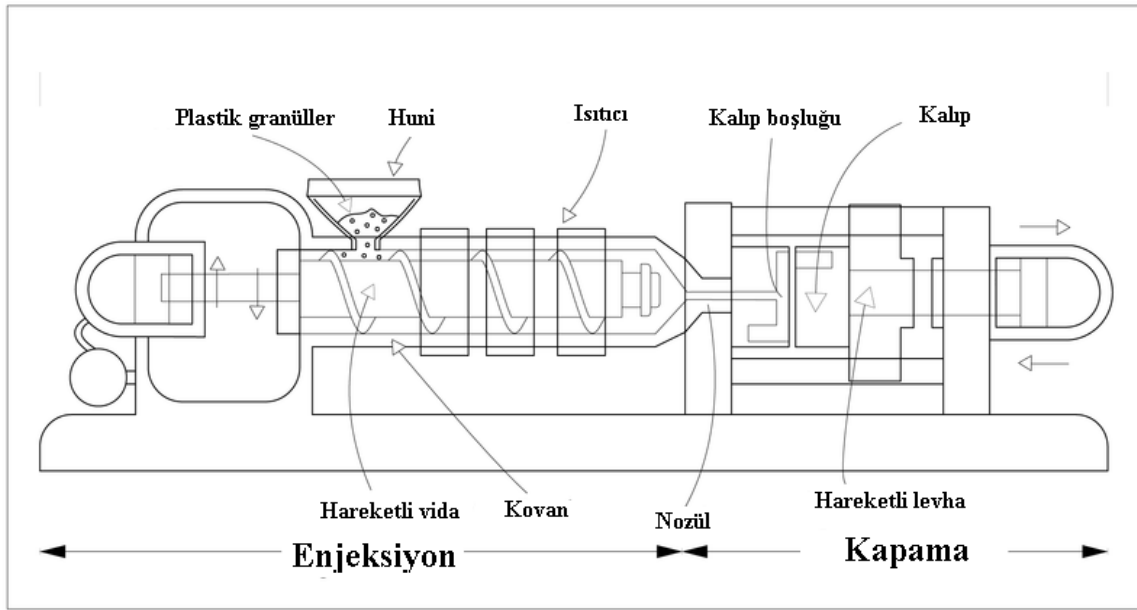 Plastik granüller
Huni
Isıtıcı
Kalıp boşluğu
Kalıp
Hareketli vida
Kovan
Nozül
Hareketli levha
Enjeksiyon
Kapama